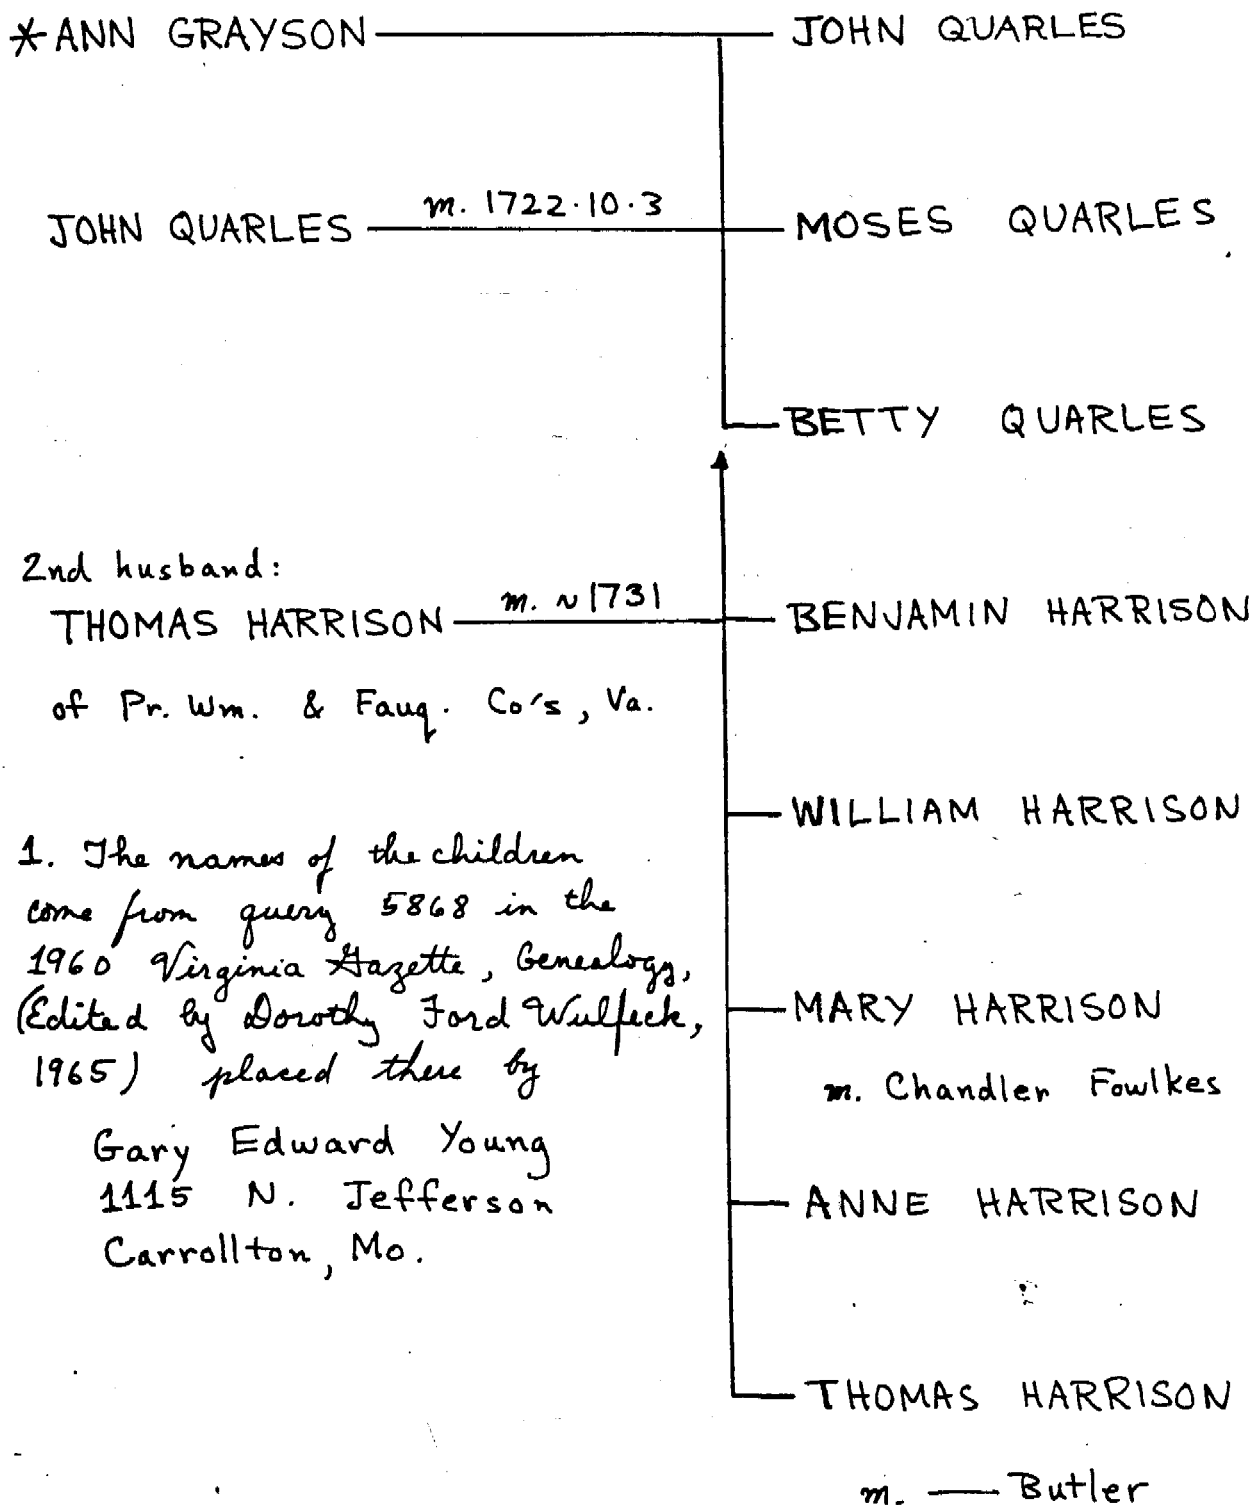 *ANN GRAYSON
JOHN QUARLES
JOHN QUARLES
m. 1722.10.3
MOSES QUARLES
BETTY QUARLES
2nd husband:
THOMAS HARRISON
m. ~1731
BENJAMIN HARRISON
of Pr. Wm. & Fauq. Co's, Va.
WILLIAM HARRISON
1. The names of the children
come from query 5868 in the
1960 Virginia Gazette, Genealogy,
(Edited by Dorothy Ford Wulfeck,
1965) placed there by
Gary Edward Young
1115 N. Jefferson
Carrollton, Mo.
MARY HARRISON
m. Chandler Fowlkes
ANNE HARRISON
THOMAS HARRISON
m. — Butler